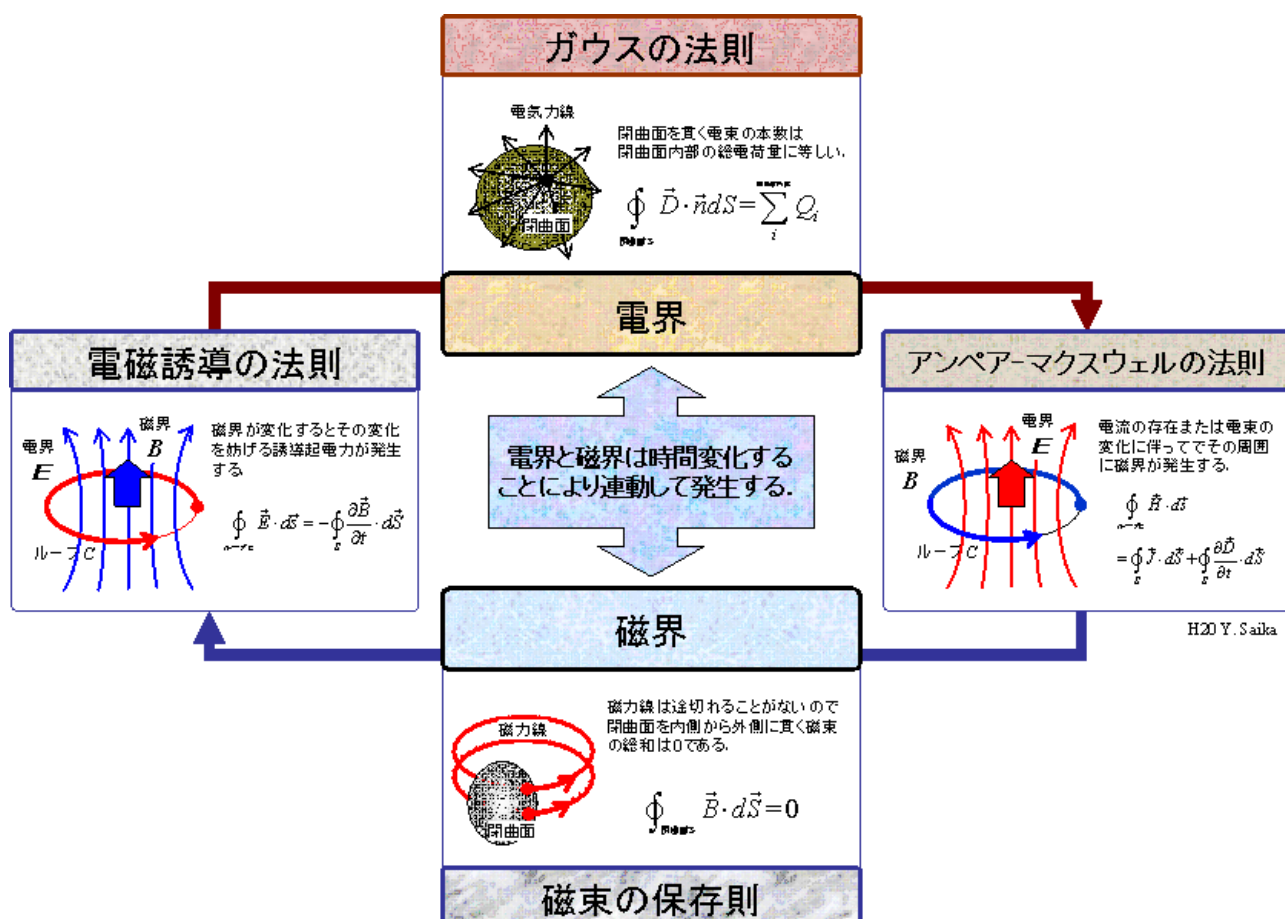 ガウスの法則
電気力線
閉曲面
閉曲面を貫く電束の本数は
閉曲面内部の総電荷量に等しい.
∮ D⃗·n⃗dS=∑ Qi
i
電界
電磁誘導の法則
電界
E
磁界
B
ループC
磁界が変化するとその変化
を妨げる誘導起電力が発生
する
∮ E⃗·ds⃗=−∮ ∂B⃗/∂t·dS⃗
S
電界と磁界は時間変化する
ことにより連動して発生する.
アンペアーマクスウェルの法則
磁界
B
電界
E
ループC
電流の存在または電束の
変化に伴ってでその周囲
に磁界が発生する.
∮ H⃗·ds⃗
=∮ J⃗·dS⃗+∮ ∂D⃗/∂t·dS⃗
S S
H20 Y. Saika
磁界
磁力線
閉曲面
磁力線は途切れることがないので
閉曲面を内側から外側に貫く磁束
の総和は0である.
∮ B⃗·dS⃗=0
磁束の保存則